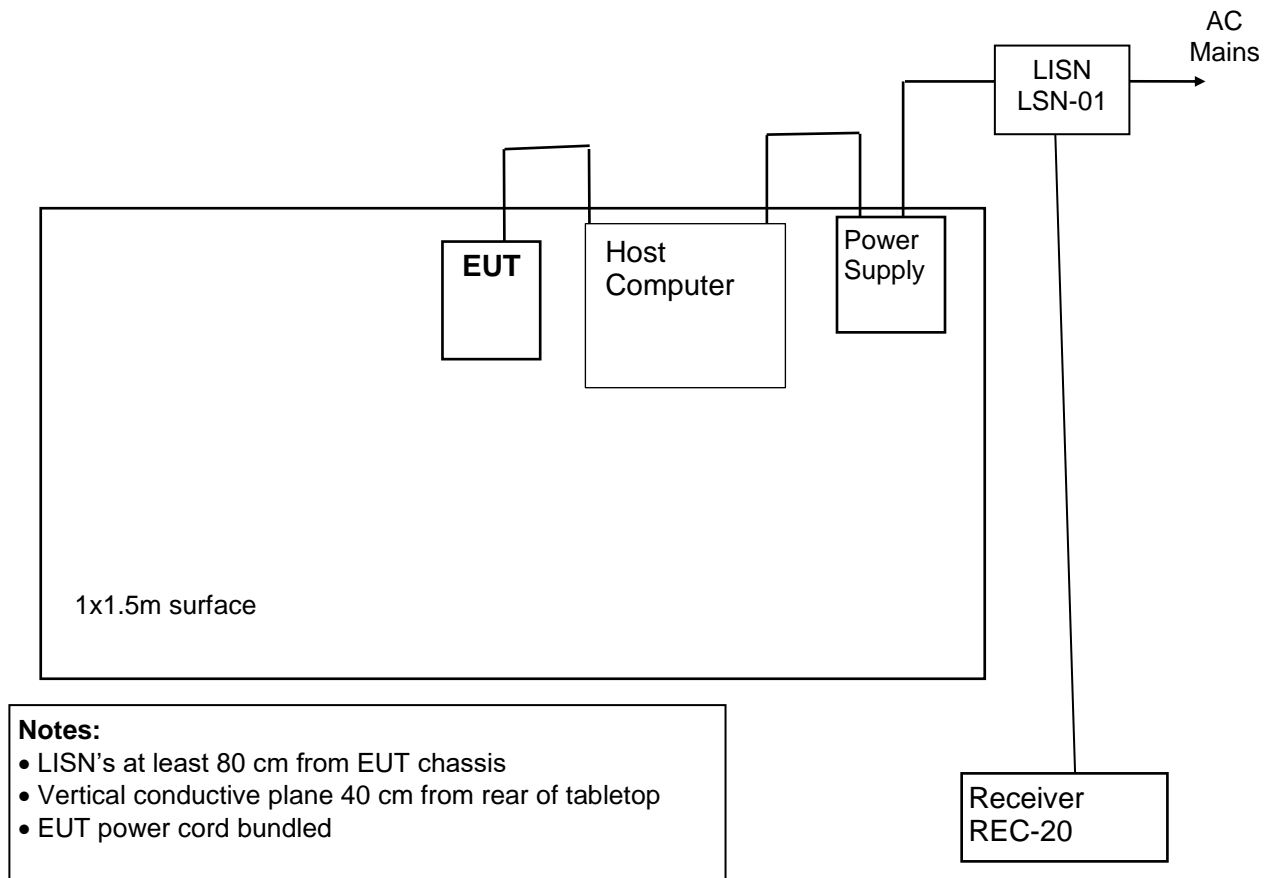 AC
Mains
LISN
LSN-01
EUT
Host
Computer
Power
Supply
1x1.5m surface
Notes:
• LISN’s at least 80 cm from EUT chassis
• Vertical conductive plane 40 cm from rear of tabletop
• EUT power cord bundled
Receiver
REC-20